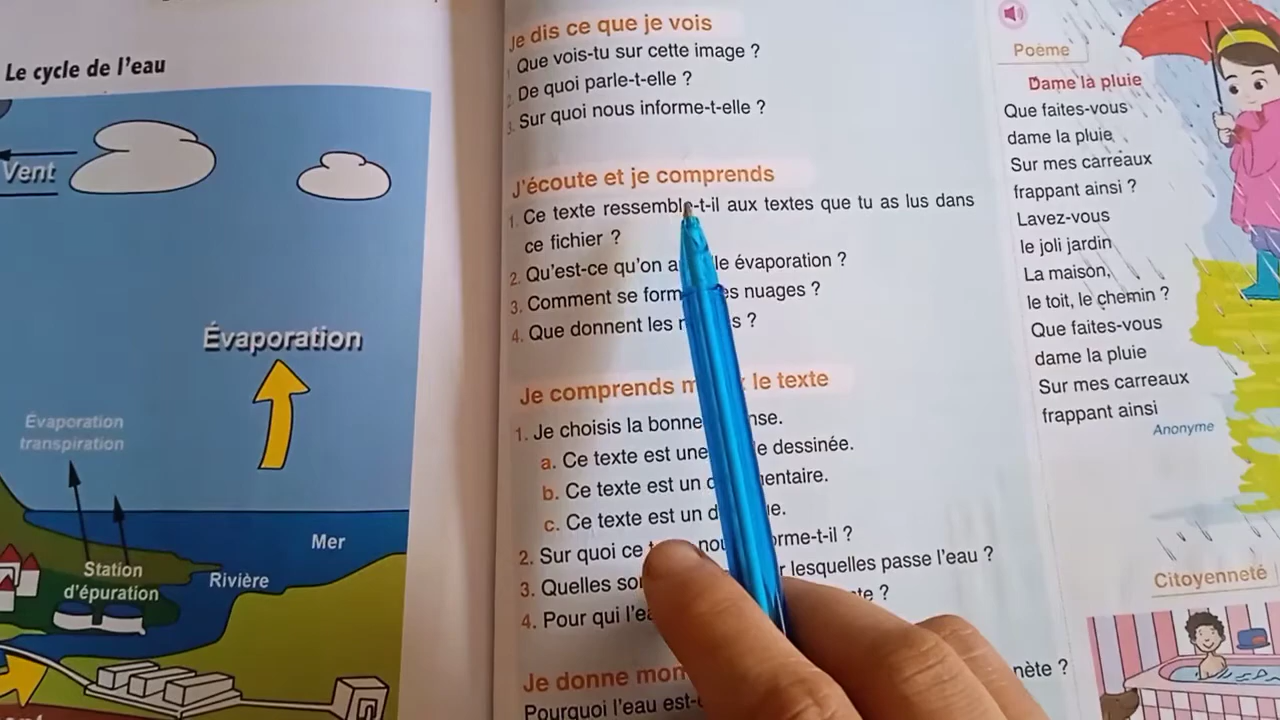 Le cycle de l'eau
Vent
Évaporation
Évaporation
transpiration
Mer
Station
d'épuration
Rivière
Je dis ce que je vois
1. Que vois-tu sur cette image ?
2. De quoi parle-t-elle ?
3. Sur quoi nous informe-t-elle ?
J'écoute et je comprends
1. Ce texte ressemble-t-il aux textes que tu as lus dans
ce fichier ?
2. Qu'est-ce qu'on a le évaporation ?
3. Comment se form es nuages ?
4. Que donnent les s ?
Je comprends le texte
1. Je choisis la bonne nse.
a. Ce texte est une e dessinée.
b. Ce texte est un entaire.
c. Ce texte est un d e.
2. Sur quoi ce nou orme-t-il ?
3. Quelles so r lesquelles passe l'eau ?
4. Pour qui l'ea te ?
Je donne mon
Pourquoi l'eau est- nète ?
Poème
Dame la pluie
Que faites-vous
dame la pluie
Sur mes carreaux
frappant ainsi ?
Lavez-vous
le joli jardin
La maison,
le toit, le chemin ?
Que faites-vous
dame la pluie
Sur mes carreaux
frappant ainsi
Anonyme
Citoyenneté